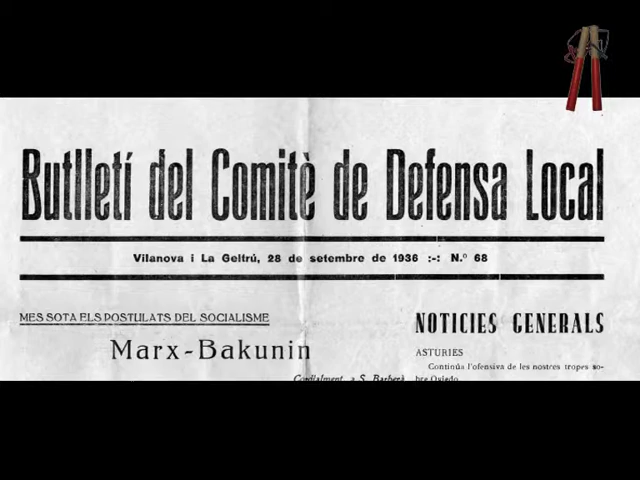 Butlletí del Comitè de Defensa Local
Vilanova i La Geltrú, 28 de setembre de 1936 :-: N.º 68
MES SOTA ELS POSTULATS DEL SOCIALISME
Marx-Bakunin
Cordialment, a S. Barberà
NOTICIES GENERALS
ASTURIES
Continúa l'ofensiva de les nostres tropes so-
bre Oviedo